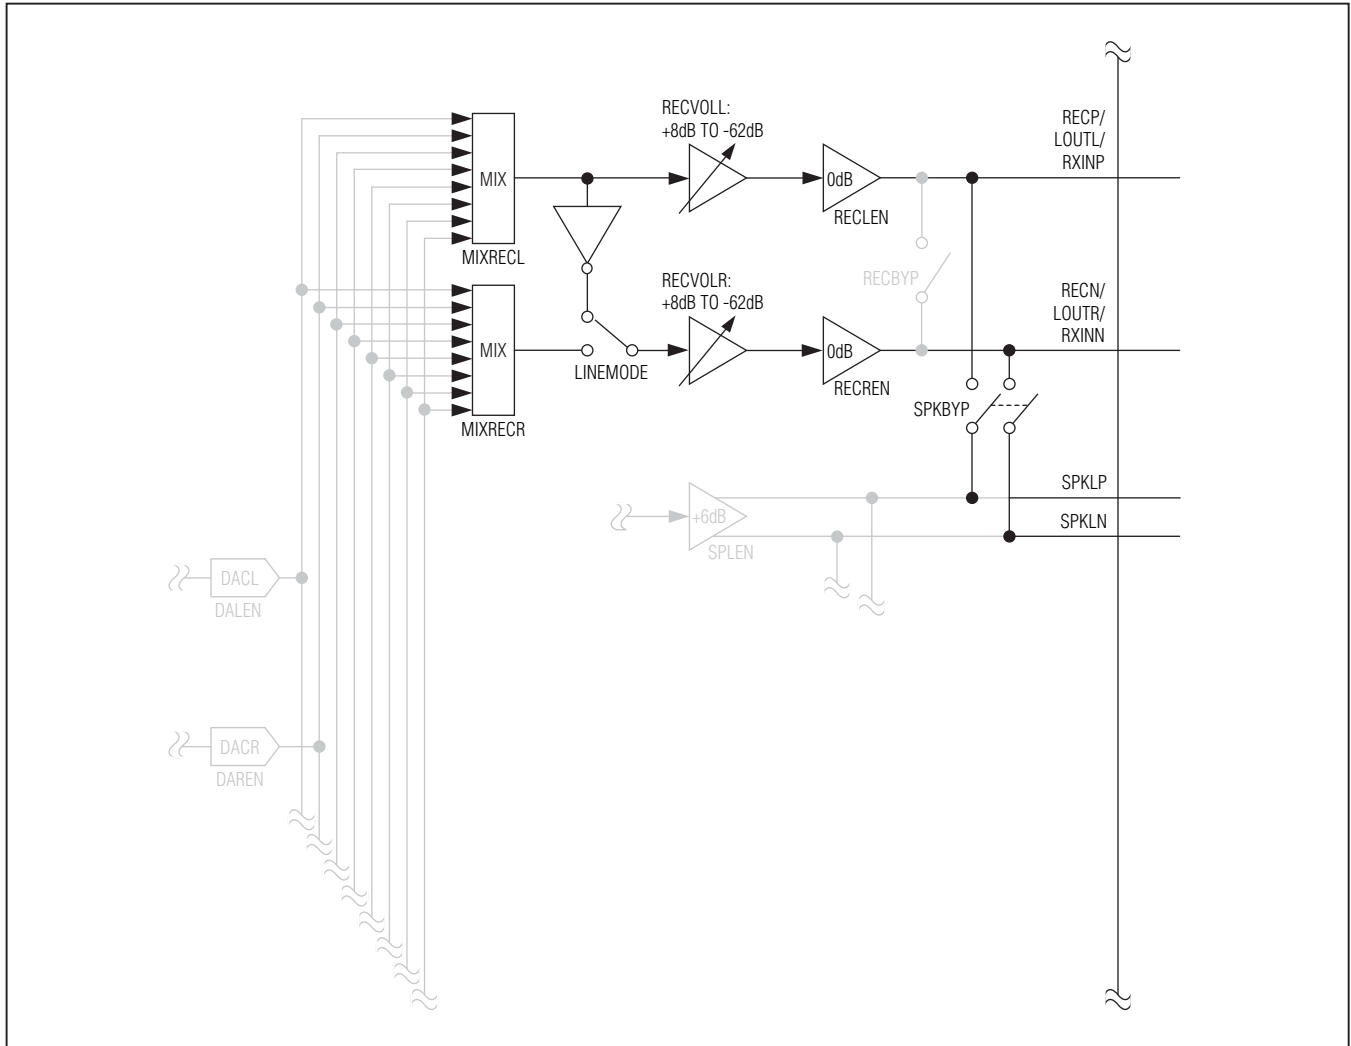 RECVOLL:
+8dB TO -62dB
RECP/
LOUTL/
RXINP
MIX
0dB
RECLEN
MIXRECL
RECBYP
RECVOLR:
+8dB TO -62dB
RECN/
LOUTR/
RXINN
MIX
0dB
LINEMODE
RECREN
SPKBYP
MIXRECR
SPKLP
+6dB
SPKLN
SPLEN
DACL
DALEN
DACR
DAREN